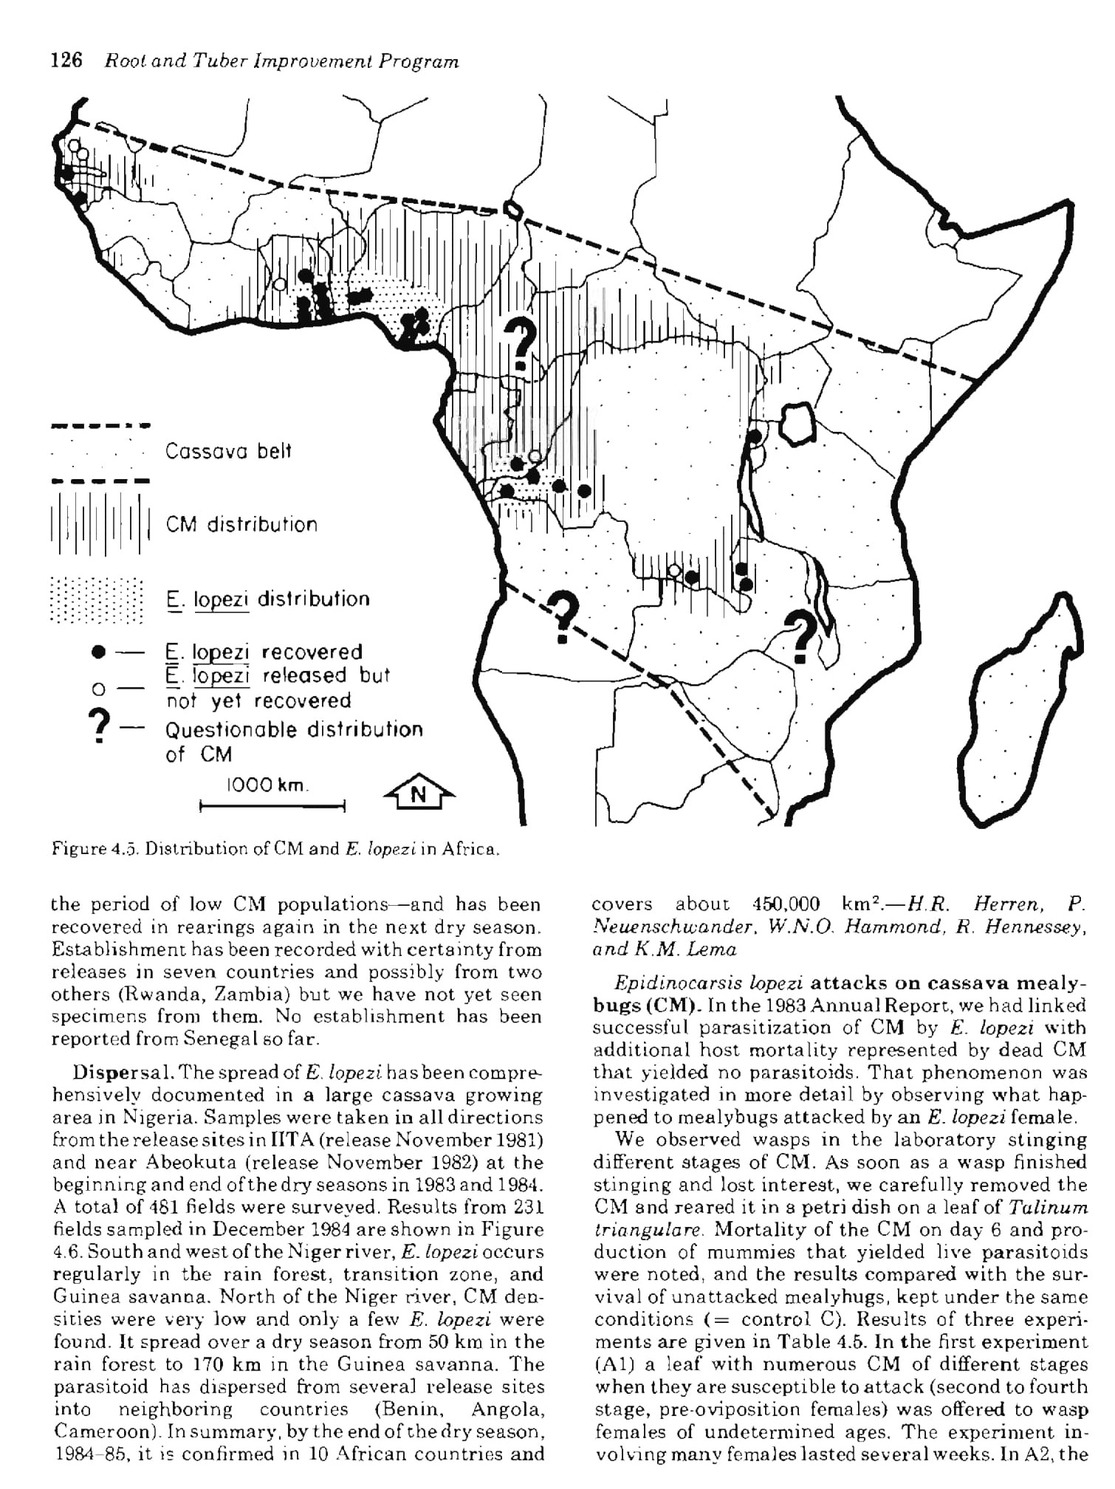 126 Root and Tuber Improvement Program
?
?
?
Cassava belt
CM distribution
E. lopezi distribution
E. lopezi recovered
E. lopezi released but
not yet recovered
? — Questionable distribution
of CM
1000 km.
N
Figure 4.5. Distribution of CM and E. lopezi in Africa.
the period of low CM populations—and has been
recovered in rearings again in the next dry season.
Establishment has been recorded with certainty from
releases in seven countries and possibly from two
others (Rwanda, Zambia) but we have not yet seen
specimens from them. No establishment has been
reported from Senegal so far.
Dispersal. The spread of E. lopezi has been compre-
hensively documented in a large cassava growing
area in Nigeria. Samples were taken in all directions
from the release sites in IITA (release November 1981)
and near Abeokuta (release November 1982) at the
beginning and end of the dry seasons in 1983 and 1984.
A total of 481 fields were surveyed. Results from 231
fields sampled in December 1984 are shown in Figure
4.6. South and west of the Niger river, E. lopezi occurs
regularly in the rain forest, transition zone, and
Guinea savanna. North of the Niger river, CM den-
sities were very low and only a few E. lopezi were
found. It spread over a dry season from 50 km in the
rain forest to 170 km in the Guinea savanna. The
parasitoid has dispersed from several release sites
into neighboring countries (Benin, Angola,
Cameroon). In summary, by the end of the dry season,
1984-85, it is confirmed in 10 African countries and
covers about 450,000 km².—H.R. Herren, P.
Neuenschwander, W.N.O. Hammond, R. Hennessey,
and K.M. Lema
Epidinocarsis lopezi attacks on cassava mealy-
bugs (CM). In the 1983 Annual Report, we had linked
successful parasitization of CM by E. lopezi with
additional host mortality represented by dead CM
that yielded no parasitoids. That phenomenon was
investigated in more detail by observing what hap-
pened to mealybugs attacked by an E. lopezi female.
We observed wasps in the laboratory stinging
different stages of CM. As soon as a wasp finished
stinging and lost interest, we carefully removed the
CM and reared it in a petri dish on a leaf of Talinum
triangulare. Mortality of the CM on day 6 and pro-
duction of mummies that yielded live parasitoids
were noted, and the results compared with the sur-
vival of unattacked mealyhugs, kept under the same
conditions (= control C). Results of three experi-
ments are given in Table 4.5. In the first experiment
(A1) a leaf with numerous CM of different stages
when they are susceptible to attack (second to fourth
stage, pre-oviposition females) was offered to wasp
females of undetermined ages. The experiment in-
volving many females lasted several weeks. In A2, the